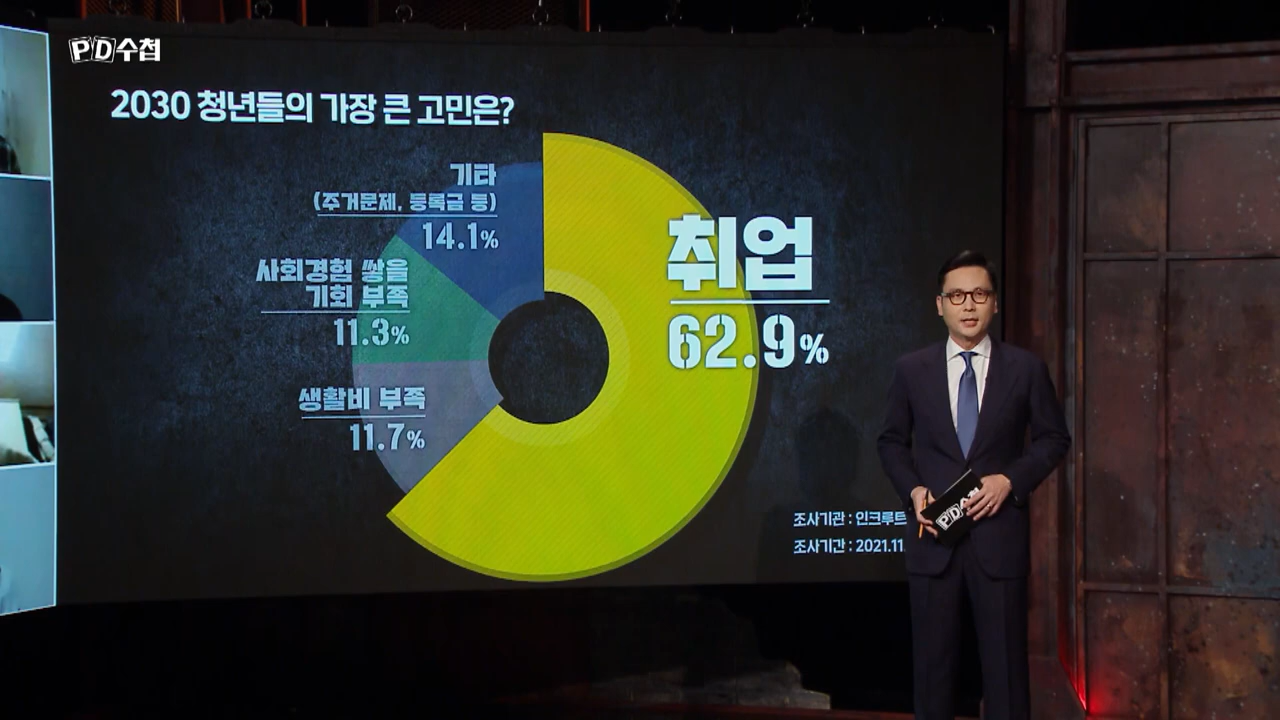 PD수첩
2030 청년들의 가장 큰 고민은?
기타
(주거문제, 등록금 등)
14.1%
사회경험 쌓을
기회 부족
11.3%
생활비 부족
11.7%
취업
62.9%
조사기관 : 인크루트
조사기간 : 2021.11.
PD수첩